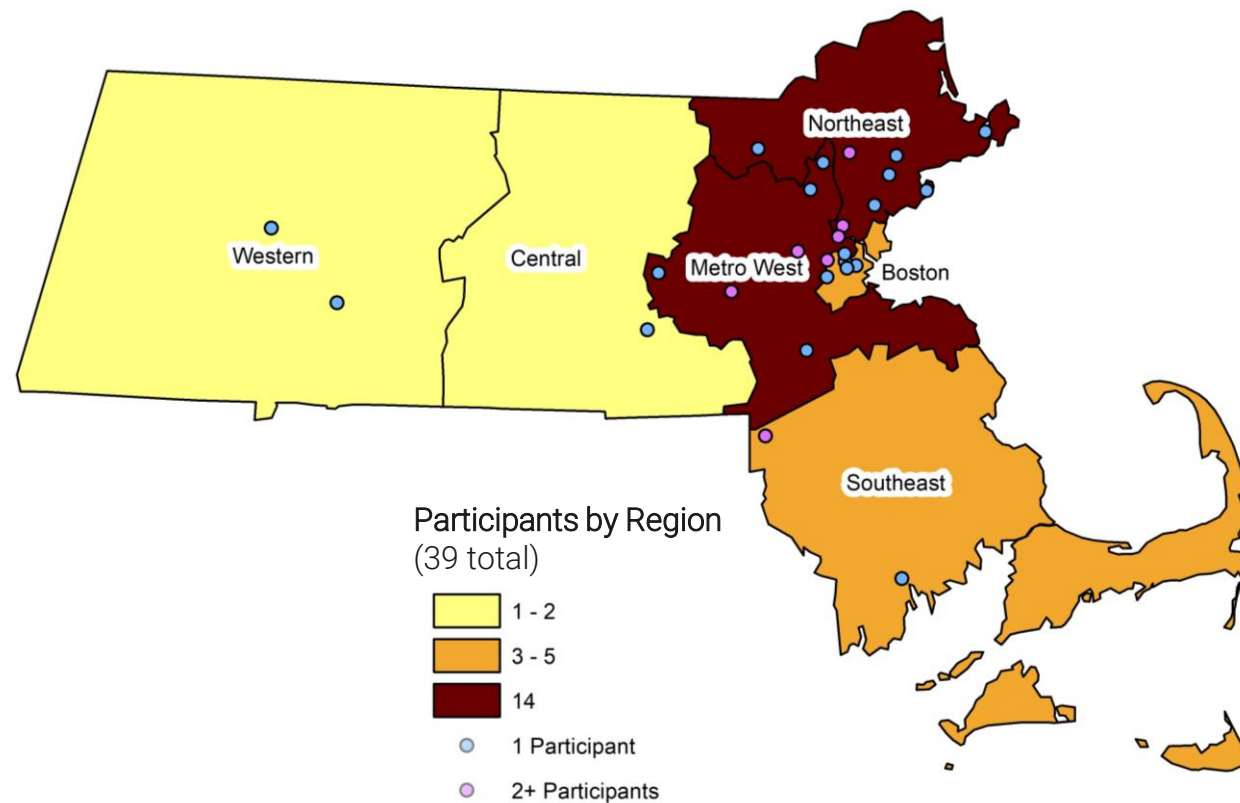 Northeast
Western
Central
Metro West
Boston
Southeast
Participants by Region
(39 total)
1 - 2
3 - 5
14
1 Participant
2+ Participants